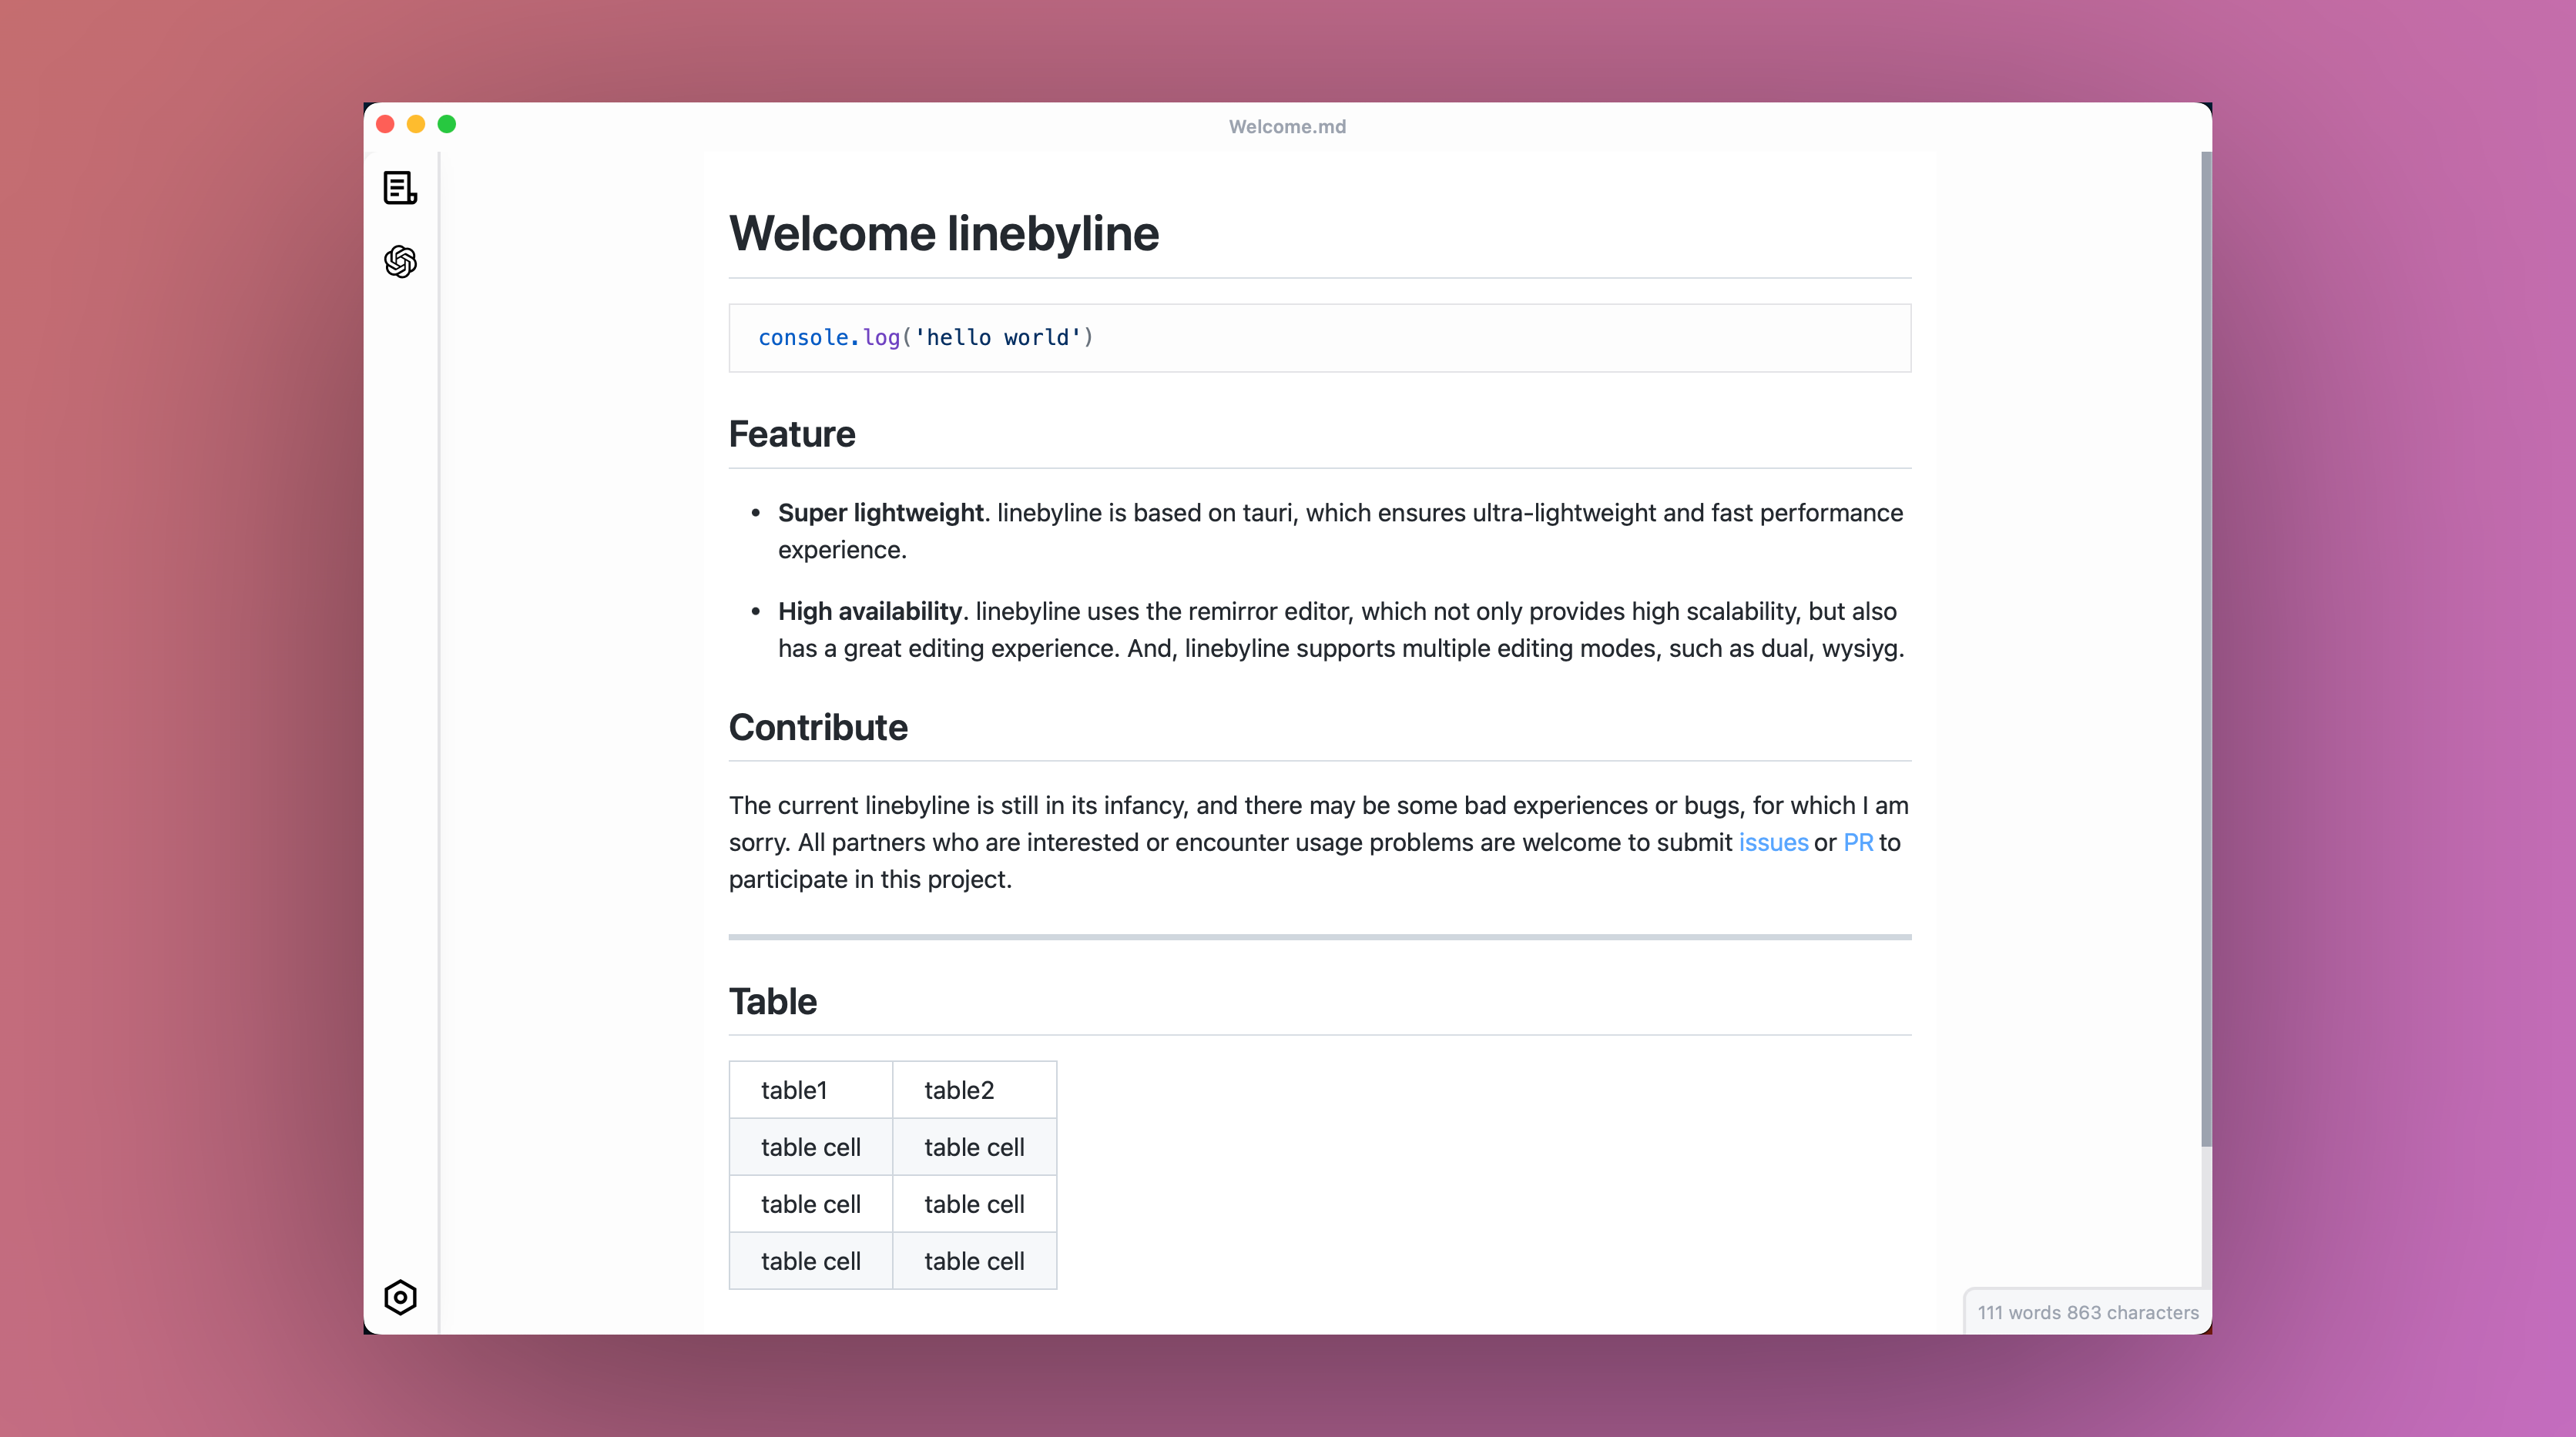 Welcome.md
Welcome linebyline
console.log('hello world')
Feature
• Super lightweight. linebyline is based on tauri, which ensures ultra-lightweight and fast performance
experience.
• High availability. linebyline uses the remirror editor, which not only provides high scalability, but also
has a great editing experience. And, linebyline supports multiple editing modes, such as dual, wysiyg.
Contribute
The current linebyline is still in its infancy, and there may be some bad experiences or bugs, for which I am
sorry. All partners who are interested or encounter usage problems are welcome to submit issues or PR to
participate in this project.
Table
table1 table2
table cell table cell
table cell table cell
table cell table cell
111 words 863 characters